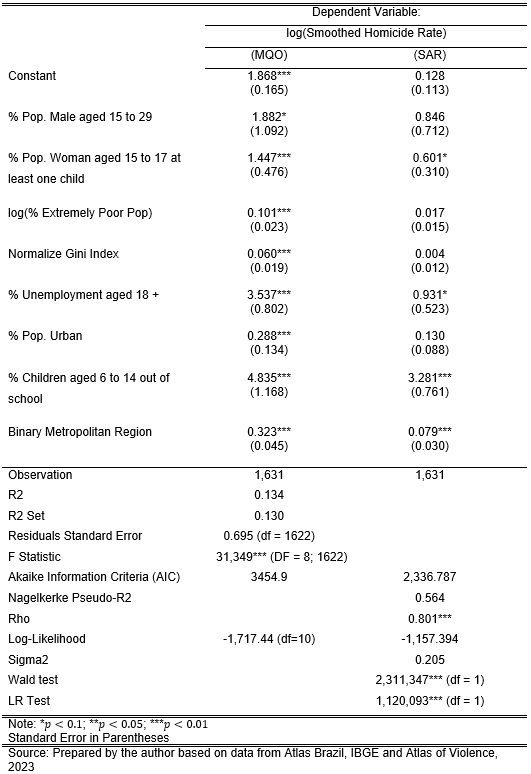 Dependent Variable:
log(Smoothed Homicide Rate)
(MQO) (SAR)
Constant 1.868*** 0.128
(0.165) (0.113)
% Pop. Male aged 15 to 29 1.882* 0.846
(1.092) (0.712)
% Pop. Woman aged 15 to 17 at 1.447*** 0.601*
least one child (0.476) (0.310)
log(% Extremely Poor Pop) 0.101*** 0.017
(0.023) (0.015)
Normalize Gini Index 0.060*** 0.004
(0.019) (0.012)
% Unemployment aged 18 + 3.537*** 0.931*
(0.802) (0.523)
% Pop. Urban 0.288*** 0.130
(0.134) (0.088)
% Children aged 6 to 14 out of 4.835*** 3.281***
school (1.168) (0.761)
Binary Metropolitan Region 0.323*** 0.079***
(0.045) (0.030)
Observation 1,631 1,631
R2 0.134
R2 Set 0.130
Residuals Standard Error 0.695 (df = 1622)
F Statistic 31,349*** (DF = 8; 1622)
Akaike Information Criteria (AIC) 3454.9 2,336.787
Nagelkerke Pseudo-R2 0.564
Rho 0.801***
Log-Likelihood -1,717.44 (df=10) -1,157.394
Sigma2 0.205
Wald test 2,311,347*** (df = 1)
LR Test 1,120,093*** (df = 1)
Note: *p < 0.1; **p < 0.05; ***p < 0.01
Standard Error in Parentheses
Source: Prepared by the author based on data from Atlas Brazil, IBGE and Atlas of Violence,
2023